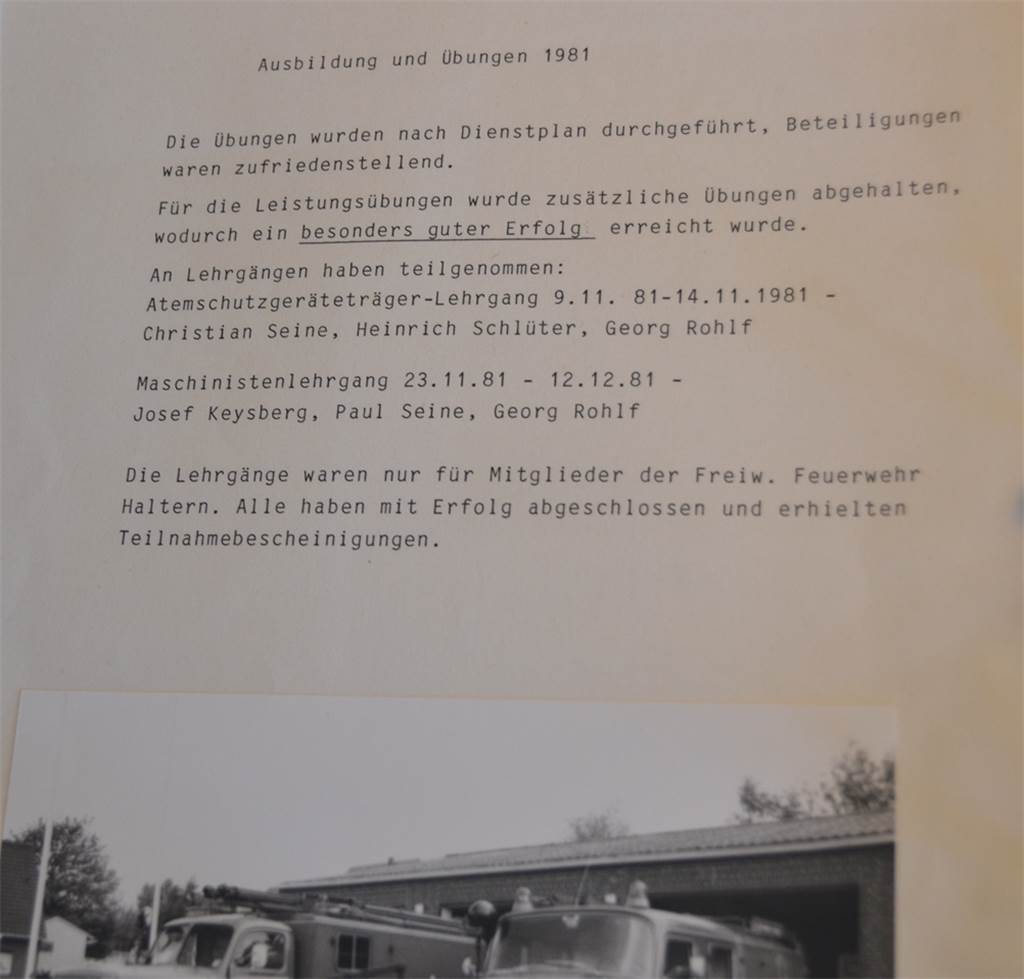 Ausbildung und Übungen 1981
Die Übungen wurden nach Dienstplan durchgeführt, Beteiligungen
waren zufriedenstellend.
Für die Leistungsübungen wurde zusätzliche Übungen abgehalten,
wodurch ein besonders guter Erfolg erreicht wurde.
An Lehrgängen haben teilgenommen:
Atemschutzgeräteträger-Lehrgang 9.11. 81-14.11.1981 -
Christian Seine, Heinrich Schlüter, Georg Rohlf
Maschinistenlehrgang 23.11.81 - 12.12.81 -
Josef Keysberg, Paul Seine, Georg Rohlf
Die Lehrgänge waren nur für Mitglieder der Freiw. Feuerwehr
Haltern. Alle haben mit Erfolg abgeschlossen und erhielten
Teilnahmebescheinigungen.